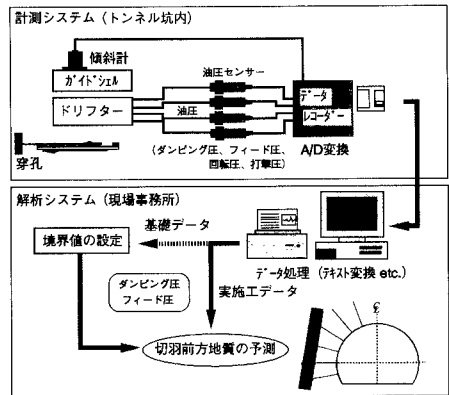 計測システム（トンネル坑内）
傾斜計
ｶﾞｲﾄﾞｼｪﾙ
ドリフター
油圧センサー
油圧
データ
レコーダー
(ダンピング圧、フィード圧、
回転圧、打撃圧)
A/D変換
穿孔
解析システム（現場事務所）
基礎データ
境界値の設定
ﾃﾞｰﾀ処理（ﾃｷｽﾄ変換 etc.）
ダンピング圧
フィード圧
実施工データ
切羽前方地質の予測